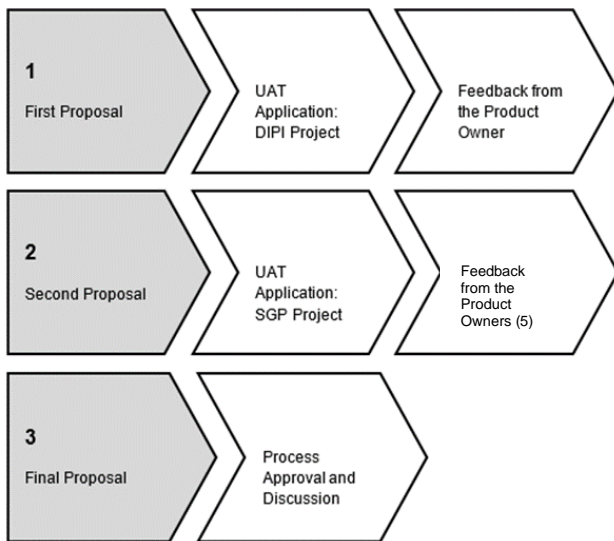 1
First Proposal
UAT
Application:
DIPI Project
Feedback from
the Product
Owner
2
Second Proposal
UAT
Application:
SGP Project
Feedback
from the
Product
Owners (5)
3
Final Proposal
Process
Approval and
Discussion